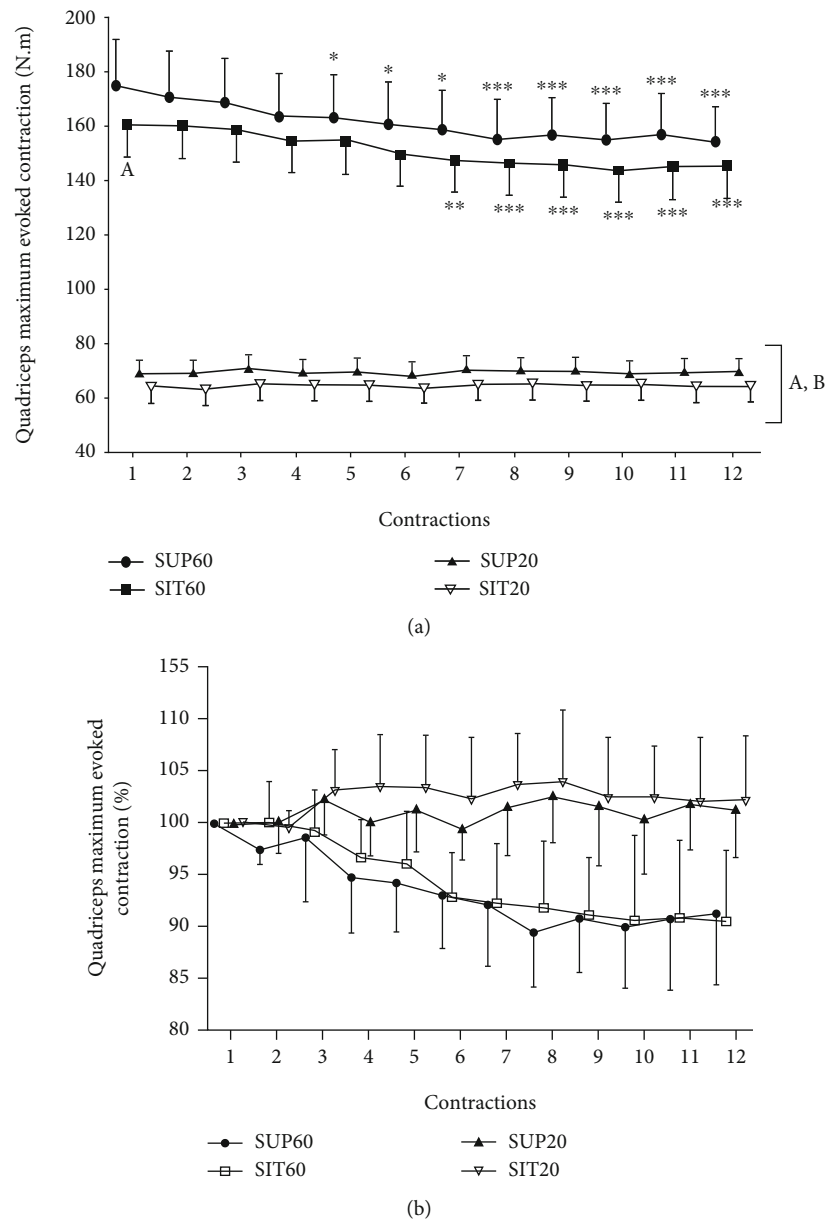 200
180
160
140
120
100
80
60
40
Quadriceps maximum evoked contraction (N.m)
* * * *** *** *** *** ***
A
** *** *** *** *** ***
A, B
1 2 3 4 5 6 7 8 9 10 11 12
Contractions
SUP60 SUP20
SIT60 SIT20
(a)
155
110
105
100
95
90
85
80
Quadriceps maximum evoked
contraction (%)
1 2 3 4 5 6 7 8 9 10 11 12
Contractions
SUP60 SUP20
SIT60 SIT20
(b)